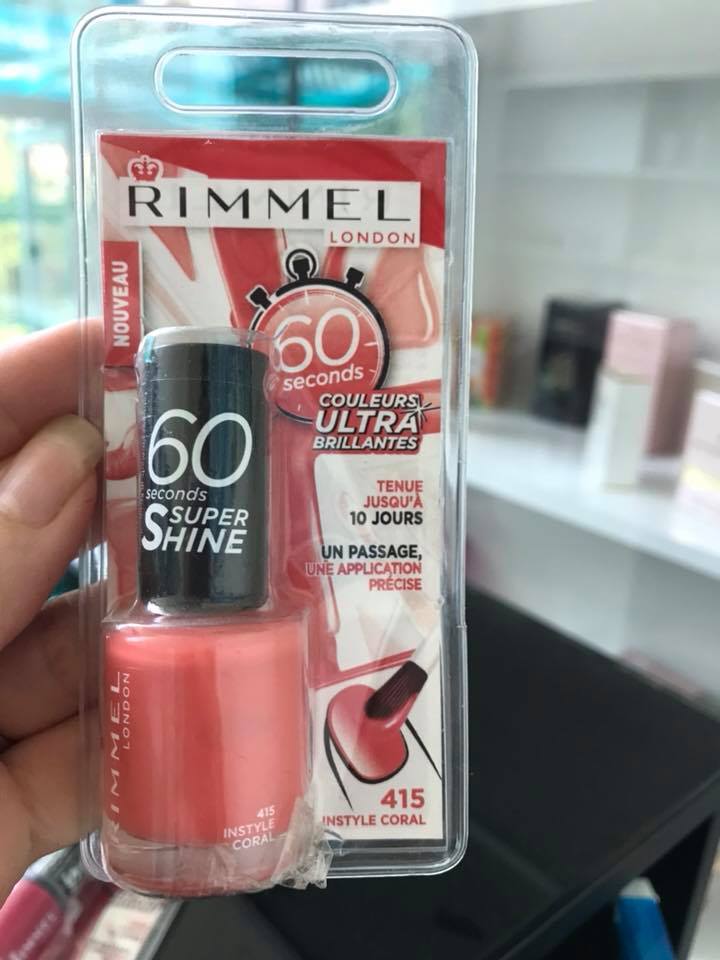 RIMMEL
LONDON
NOUVEAU
60
seconds
COULEURS
ULTRA
BRILLANTES
TENUE
JUSQU'À
10 JOURS
UN PASSAGE,
UNE APPLICATION
PRÉCISE
415
INSTYLE CORAL
60
seconds
SUPER
SHINE
RIMMEL
LONDON
415
INSTYLE
CORAL